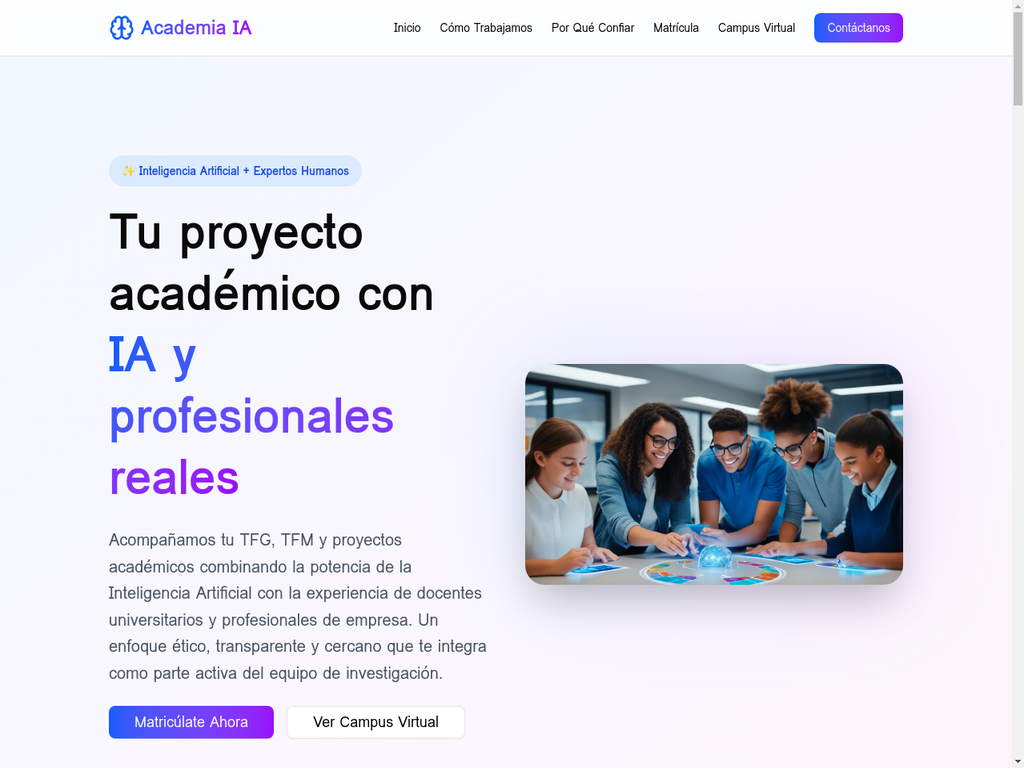 Academia IA
Inicio
Cómo Trabajamos
Por Qué Confiar
Matrícula
Campus Virtual
Contáctanos
✨ Inteligencia Artificial + Expertos Humanos
Tu proyecto
académico con
IA y
profesionales
reales
Acompañamos tu TFG, TFM y proyectos
académicos combinando la potencia de la
Inteligencia Artificial con la experiencia de docentes
universitarios y profesionales de empresa. Un
enfoque ético, transparente y cercano que te integra
como parte activa del equipo de investigación.
Matricúlate Ahora
Ver Campus Virtual